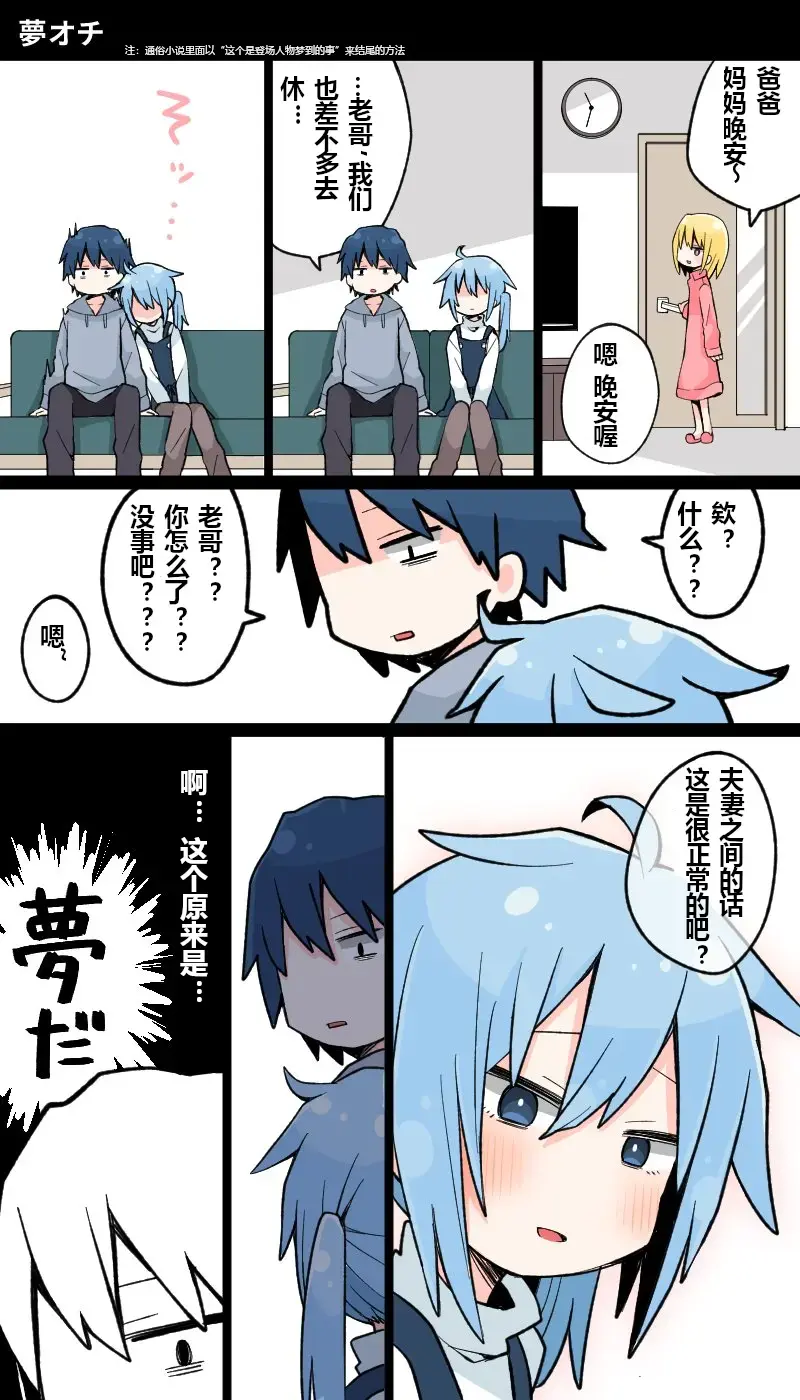 夢オチ
注：通俗小说里面以“这个是登场人物梦到的事”来结尾的方法
爸爸
妈妈晚安～
嗯 晚安喔
…老哥，我们
也差不多去
休…
ﾐｯ…
欸？
什么？？
老哥？？
你怎么了？？
没事吧？？？
嗯～
夫妻之间的话
这是很正常的吧？
啊… 这个原来是…
夢だ